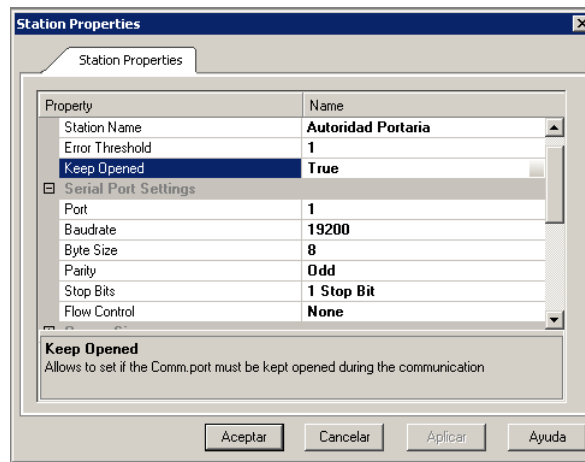 Station Properties
Station Properties
Property Name
Station Name Autoridad Portaria
Error Threshold 1
Keep Opened True
Serial Port Settings
Port 1
Baudrate 19200
Byte Size 8
Parity Odd
Stop Bits 1 Stop Bit
Flow Control None
Keep Opened
Allows to set if the Comm.port must be kept opened during the communication
Aceptar Cancelar Aplicar Ayuda